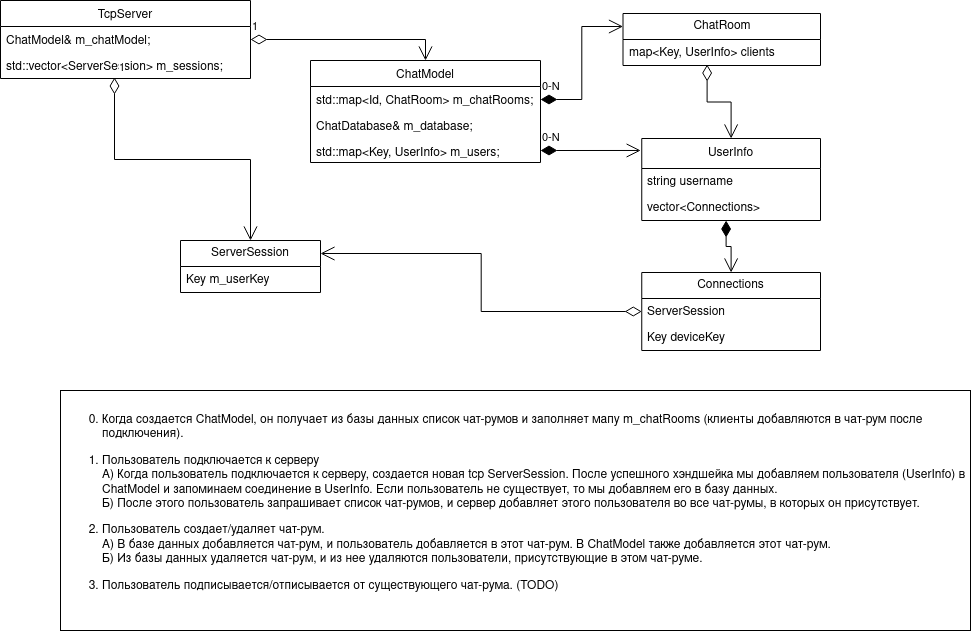 TcpServer
ChatModel& m_chatModel;
std::vector<ServerSession> m_sessions;
1
1
ChatModel
std::map<Id, ChatRoom> m_chatRooms;
ChatDatabase& m_database;
std::map<Key, UserInfo> m_users;
0-N
0-N
ChatRoom
map<Key, UserInfo> clients
UserInfo
string username
vector<Connections>
ServerSession
Key m_userKey
Connections
ServerSession
Key deviceKey
0. Когда создается ChatModel, он получает из базы данных список чат-румов и заполняет мапу m_chatRooms (клиенты добавляются в чат-рум после
подключения).
1. Пользователь подключается к серверу
А) Когда пользователь подключается к серверу, создается новая tcp ServerSession. После успешного хэндшейка мы добавляем пользователя (UserInfo) в
ChatModel и запоминаем соединение в UserInfo. Если пользователь не существует, то мы добавляем его в базу данных.
Б) После этого пользователь запрашивает список чат-румов, и сервер добавляет этого пользователя во все чат-румы, в которых он присутствует.
2. Пользователь создает/удаляет чат-рум.
А) В базе данных добавляется чат-рум, и пользователь добавляется в этот чат-рум. В ChatModel также добавляется этот чат-рум.
Б) Из базы данных удаляется чат-рум, и из нее удаляются пользователи, присутствующие в этом чат-руме.
3. Пользователь подписывается/отписывается от существующего чат-рума. (TODO)